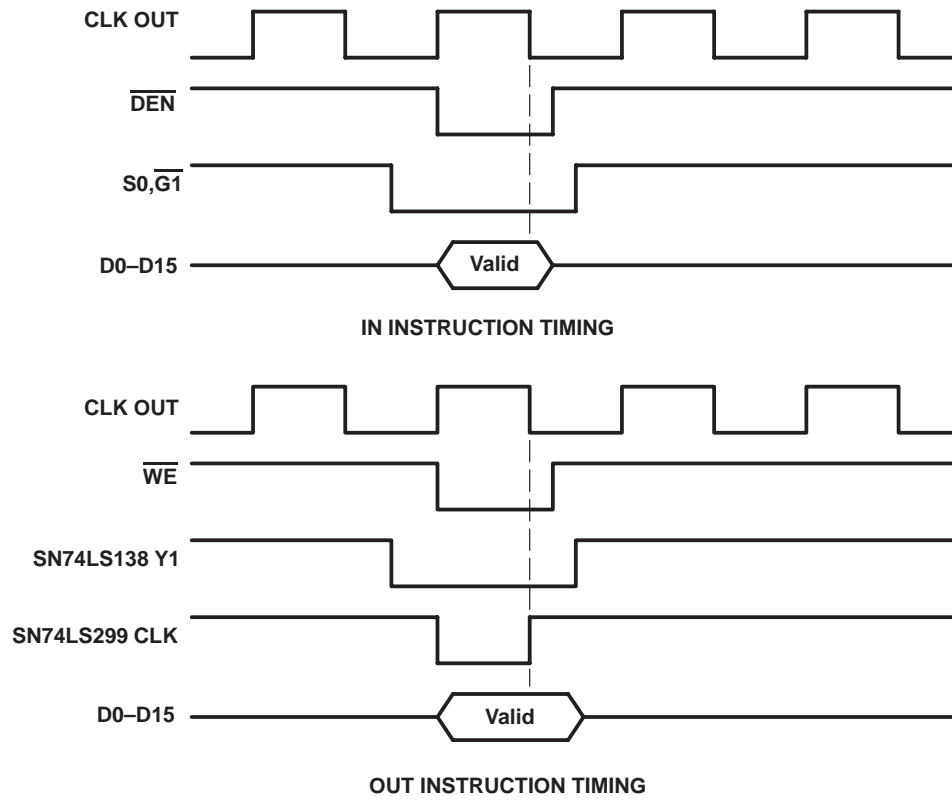 CLK OUT
DEN
S0,G1
D0–D15
Valid
IN INSTRUCTION TIMING
CLK OUT
WE
SN74LS138 Y1
SN74LS299 CLK
D0–D15
Valid
OUT INSTRUCTION TIMING